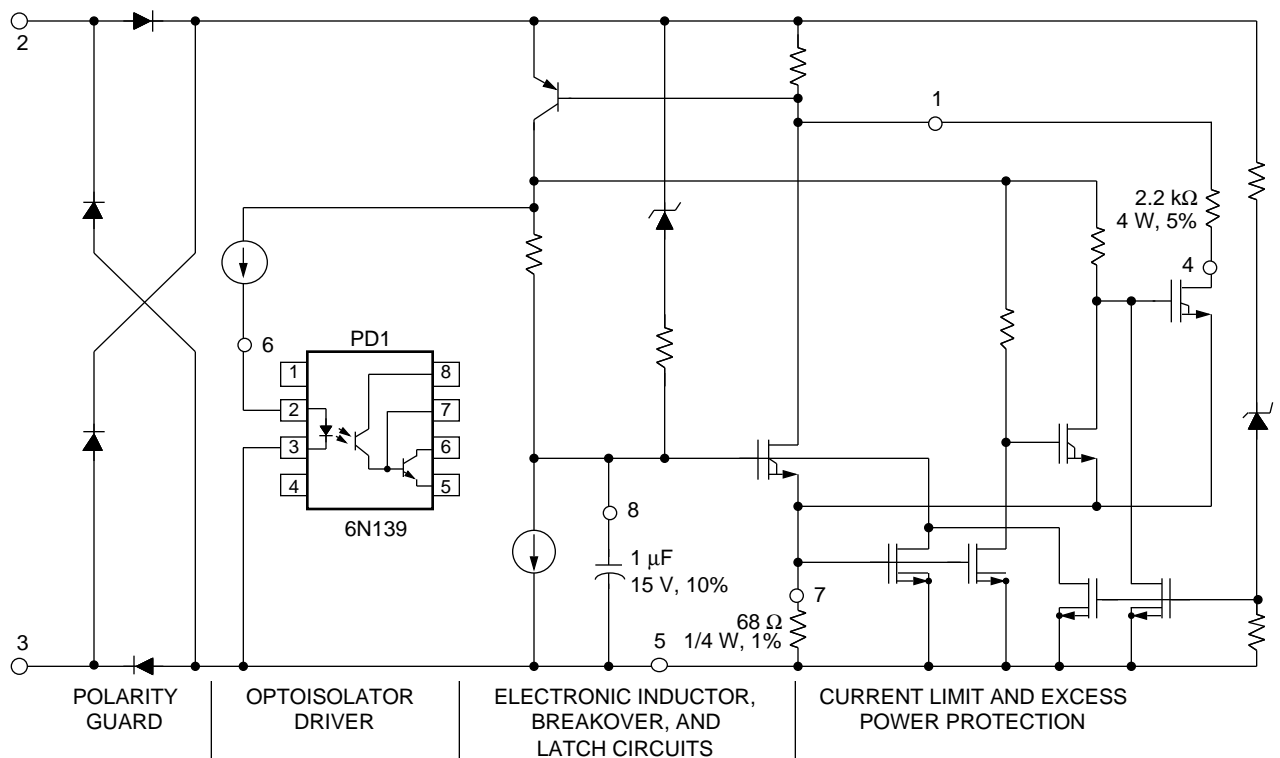 2
1
2.2 kΩ
4 W, 5%
4
6
PD1
1
8
2
7
3
6
4
5
6N139
8
1 μF
15 V, 10%
7
68 Ω
1/4 W, 1%
3
5
POLARITY
GUARD
OPTOISOLATOR
DRIVER
ELECTRONIC INDUCTOR,
BREAKOVER, AND
LATCH CIRCUITS
CURRENT LIMIT AND EXCESS
POWER PROTECTION